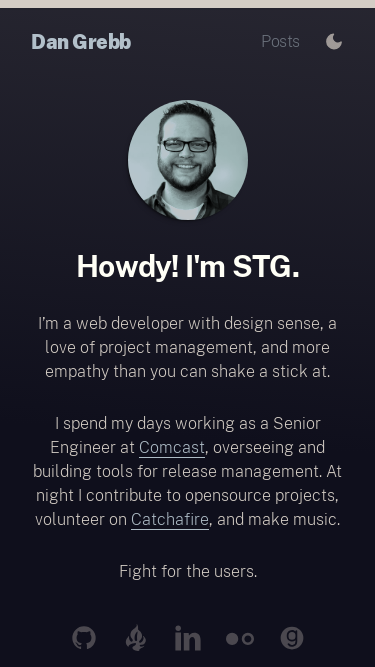 Dan Grebb
Posts
Howdy! I'm STG.
I'm a web developer with design sense, a
love of project management, and more
empathy than you can shake a stick at.
I spend my days working as a Senior
Engineer at Comcast, overseeing and
building tools for release management. At
night I contribute to opensource projects,
volunteer on Catchafire, and make music.
Fight for the users.